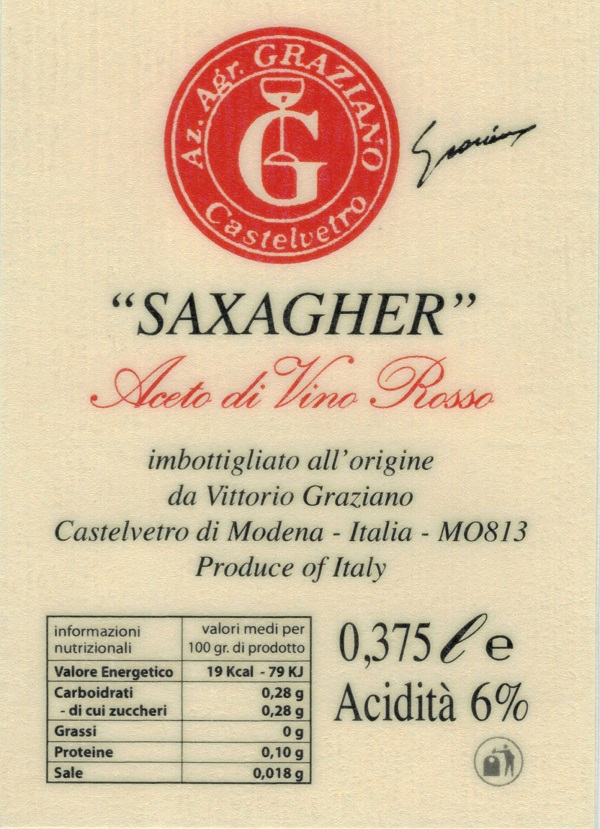 Az. Agr. GRAZIANO
G
Castelvetro
Graziano
“SAXAGHER”
Aceto di Vino Rosso
imbottigliato all’origine
da Vittorio Graziano
Castelvetro di Modena - Italia - MO813
Produce of Italy
informazioni nutrizionali
valori medi per 100 gr. di prodotto
Valore Energetico 19 Kcal - 79 KJ
Carboidrati 0,28 g
- di cui zuccheri 0,28 g
Grassi 0 g
Proteine 0,10 g
Sale 0,018 g
0,375 ℓ e
Acidità 6%